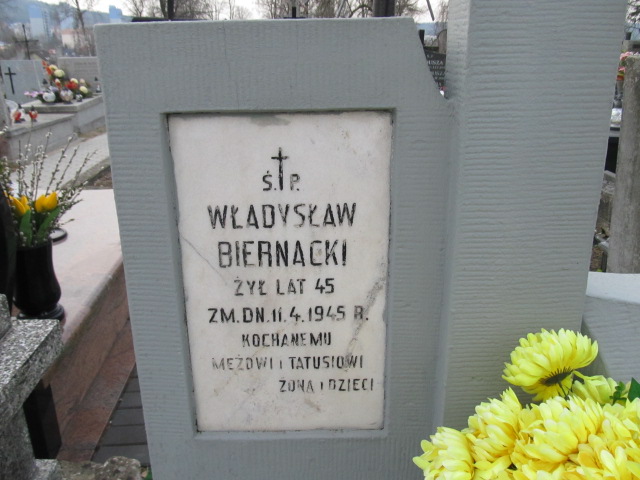 Ś. P.
WŁADYSŁAW
BIERNACKI
ŻYŁ LAT 45
ZM. DN. 11.4.1945 R.
KOCHANEMU
MĘŻOWI I TATUSIOWI
ŻONA I DZIECI